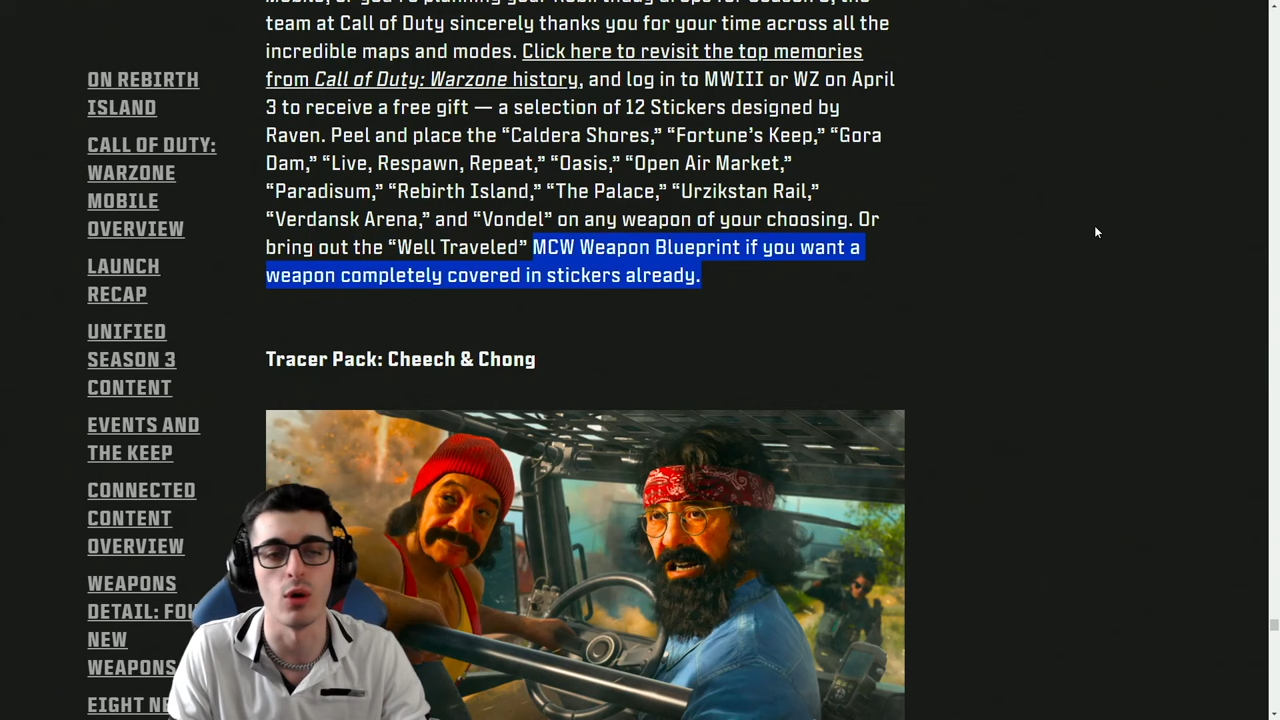 Mobile, or you're planning your Rebirthday drops for Season 3, the
team at Call of Duty sincerely thanks you for your time across all the
incredible maps and modes. Click here to revisit the top memories
from Call of Duty: Warzone history, and log in to MWIII or WZ on April
3 to receive a free gift — a selection of 12 Stickers designed by
Raven. Peel and place the “Caldera Shores,” “Fortune’s Keep,” “Gora
Dam,” “Live, Respawn, Repeat,” “Oasis,” “Open Air Market,”
“Paradisum,” “Rebirth Island,” “The Palace,” “Urzikstan Rail,”
“Verdansk Arena,” and “Vondel” on any weapon of your choosing. Or
bring out the “Well Traveled” MCW Weapon Blueprint if you want a
weapon completely covered in stickers already.
Tracer Pack: Cheech & Chong
ON REBIRTH
ISLAND
CALL OF DUTY:
WARZONE
MOBILE
OVERVIEW
LAUNCH
RECAP
UNIFIED
SEASON 3
CONTENT
EVENTS AND
THE KEEP
CONNECTED
CONTENT
OVERVIEW
WEAPONS
DETAIL: FOU
NEW
WEAPONS
EIGHT NE